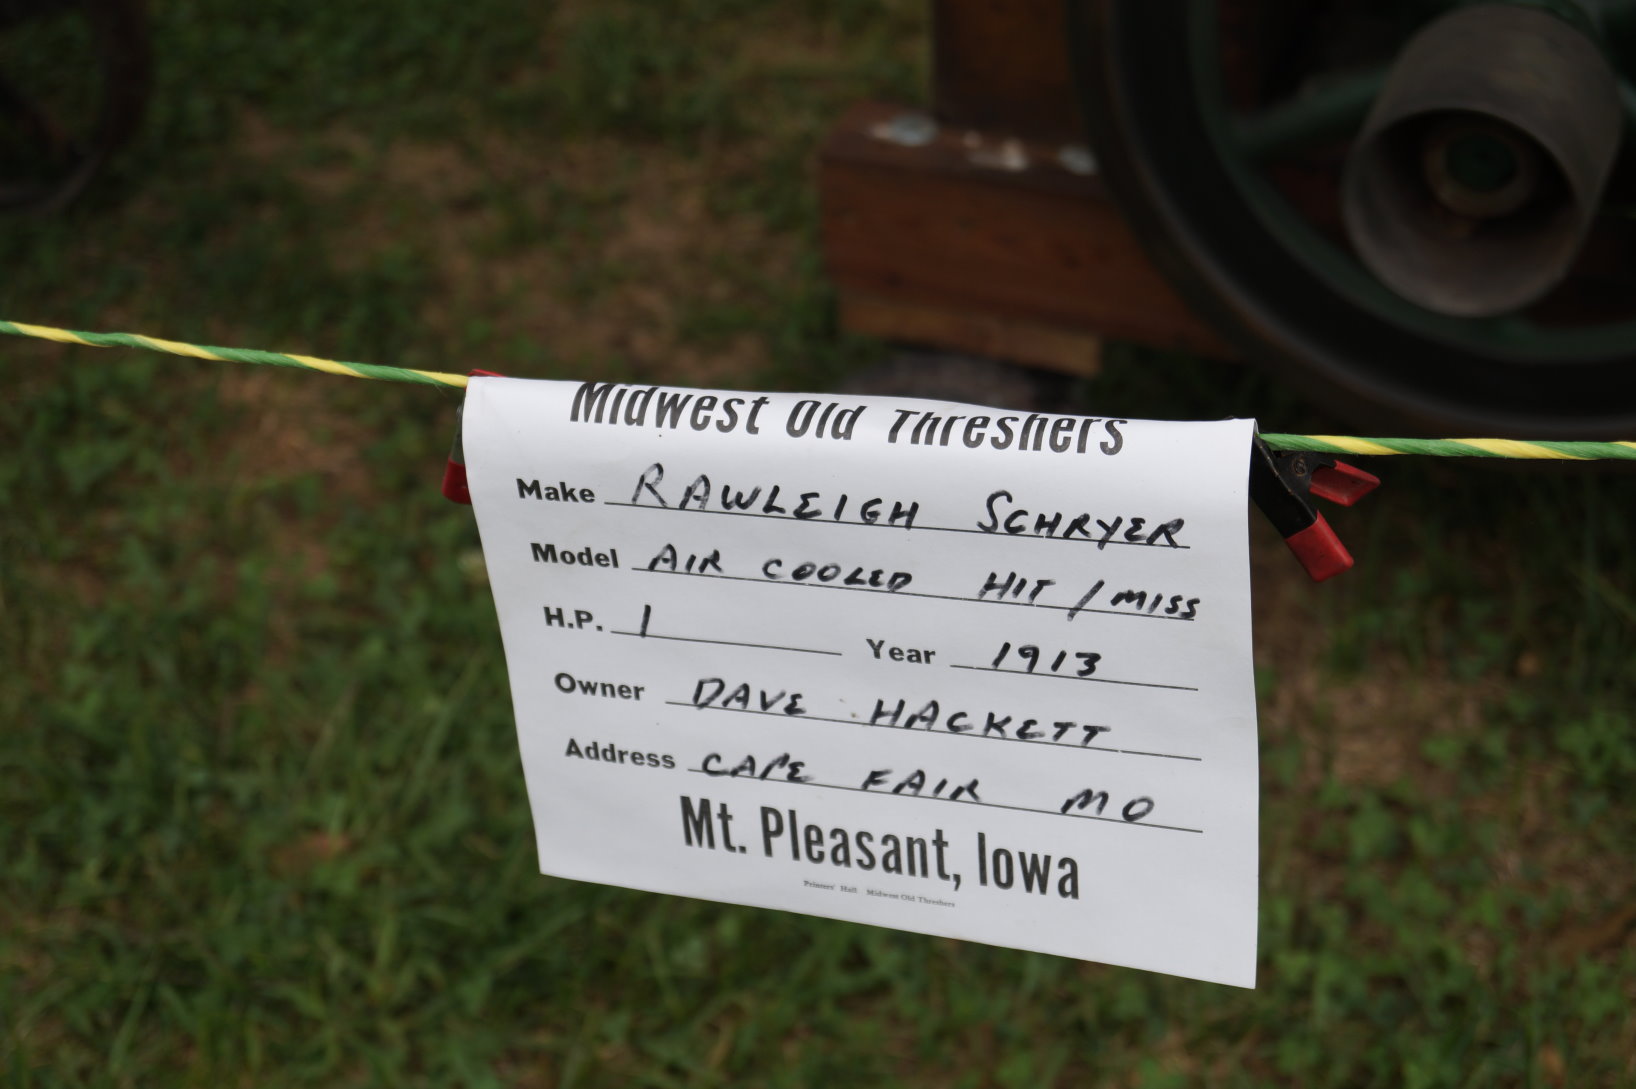 Midwest Old Threshers
Make RAWLEIGH SCHRYER
Model AIR COOLED HIT / MISS
H.P. 1 Year 1913
Owner DAVE HACKETT
Address CAPE FAIR MO
Mt. Pleasant, Iowa
Printers' Hall Midwest Old Threshers